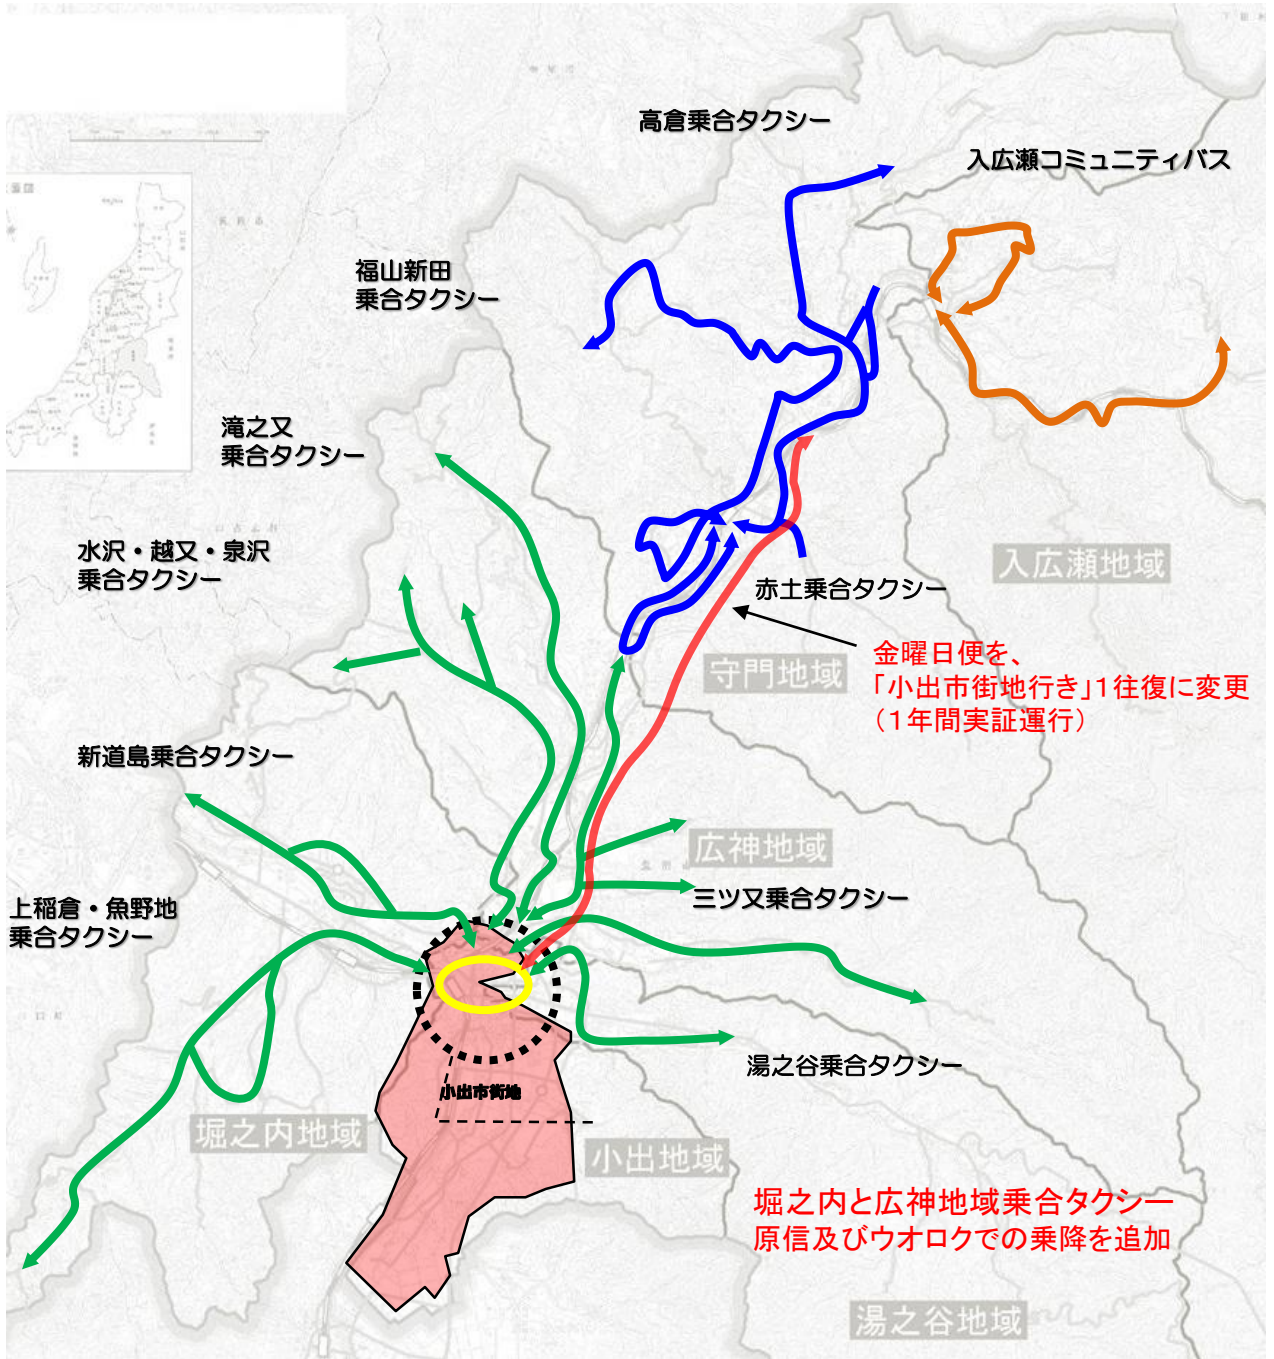 高倉乗合タクシー
入広瀬コミュニティバス
福山新田
乗合タクシー
滝之又
乗合タクシー
水沢・越又・泉沢
乗合タクシー
入広瀬地域
赤土乗合タクシー
金曜日便を、
「小出市街地行き」1往復に変更
（1年間実証運行）
守門地域
新道島乗合タクシー
広神地域
三ツ又乗合タクシー
上稲倉・魚野地
乗合タクシー
湯之谷乗合タクシー
小出市街地
堀之内地域
小出地域
堀之内と広神地域乗合タクシー
原信及びウオロクでの乗降を追加
湯之谷地域